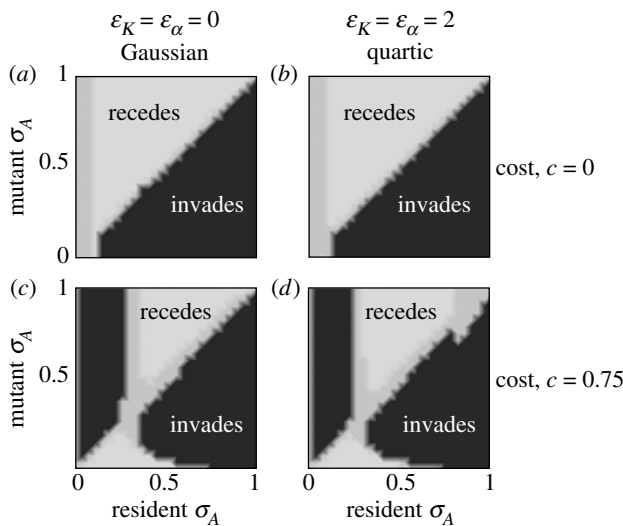 ε_K = ε_α = 0
Gaussian
ε_K = ε_α = 2
quartic
(a)
(b)
1
0.5
0
mutant σ_A
recedes
invades
recedes
invades
cost, c = 0
(c)
(d)
1
0.5
mutant σ_A
recedes
invades
recedes
invades
cost, c = 0.75
0
0.5
1
0
0.5
1
resident σ_A
resident σ_A